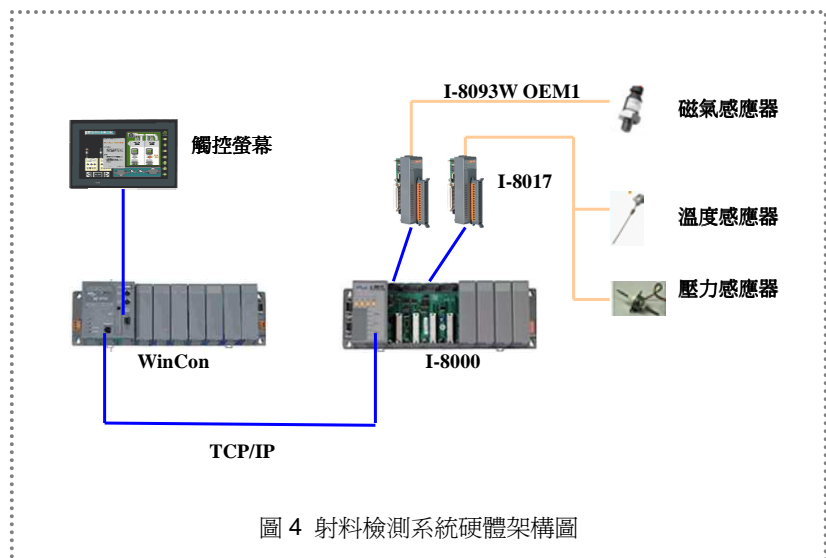 I-8093W OEM1
磁氣感應器
觸控螢幕
I-8017
溫度感應器
壓力感應器
WinCon
I-8000
TCP/IP
圖 4 射料檢測系統硬體架構圖